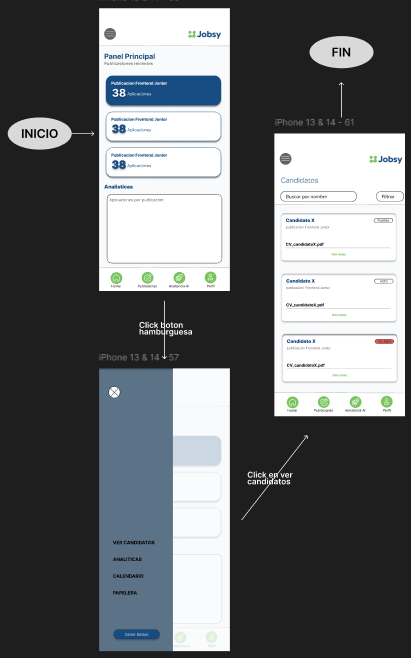 Jobsy
Panel Principal
Publicaciones recientes
Publicacion Frontend Junior
38 Aplicaciones
Publicacion Frontend Junior
38 Aplicaciones
Publicacion Frontend Junior
38 Aplicaciones
Analisticas
Aplicaciones por publicacion
Home
Publicaciones
Asistencia AI
Perfil
INICIO
Click boton
hamburguesa
iPhone 13 & 14 - 57
VER CANDIDATOS
ANALITICAS
CALENDARIO
PAPELERA
Cerrar Sesion
Click en ver
candidatos
FIN
iPhone 13 & 14 - 61
Jobsy
Candidatos
Buscar por nombre
Filtros
Candidato X
publicacion Frontend Junior
CV_candidatoX.pdf
Ver mas
Candidato X
publicacion Frontend Junior
CV_candidatoX.pdf
Ver mas
Candidato X
publicacion Frontend Junior
CV_candidatoX.pdf
Ver mas
Home
Publicaciones
Asistencia AI
Perfil